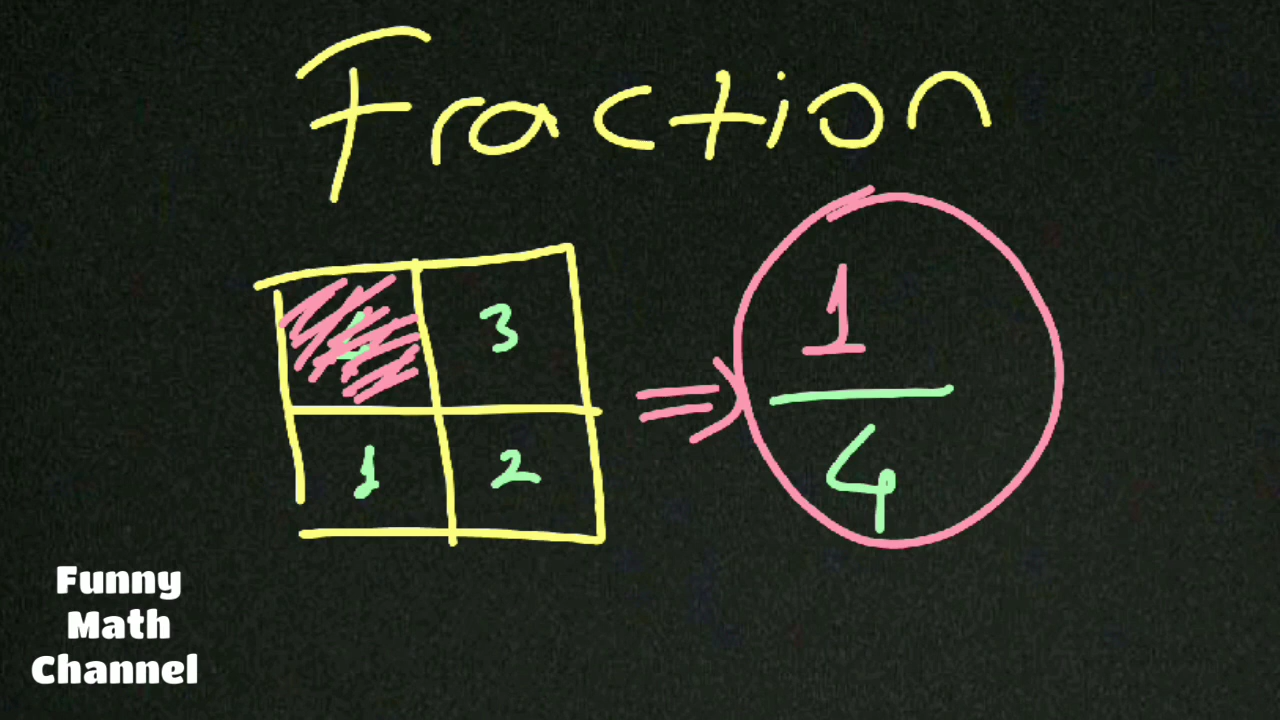 Fraction
3
1 2
⇒ 1/4
Funny
Math
Channel